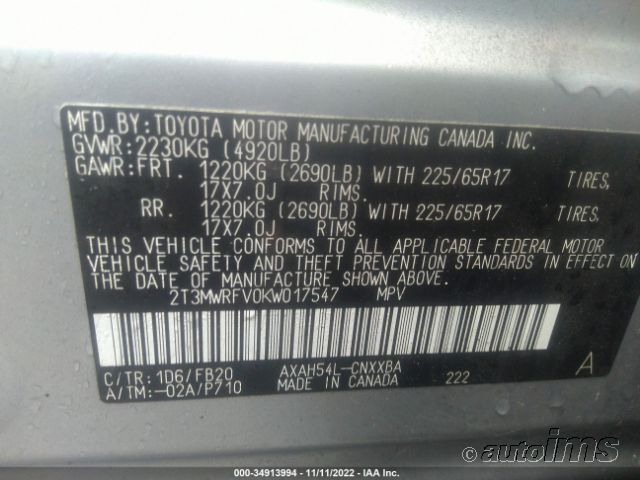 MFD.BY:TOYOTA MOTOR MANUFACTURING CANADA INC.
GVWR:2230KG (4920LB)
GAWR:FRT. 1220KG (2690LB) WITH 225/65R17 TIRES,
17X7.0J RIMS.
RR. 1220KG (2690LB) WITH 225/65R17 TIRES,
17X7.0J RIMS.
THIS VEHICLE CONFORMS TO ALL APPLICABLE FEDERAL MOTOR
VEHICLE SAFETY AND THEFT PREVENTION STANDARDS IN EFFECT ON
THE DATE OF MANUFACTURE SHOWN ABOVE.
2T3MWRFV0KW017547 MPV
C/TR:1D6/FB20 AXAH54L-CNXXBA A
A/TM:-02A/P710 MADE IN CANADA 222
©autoims
000-34913994 - 11/11/2022 - IAA Inc.